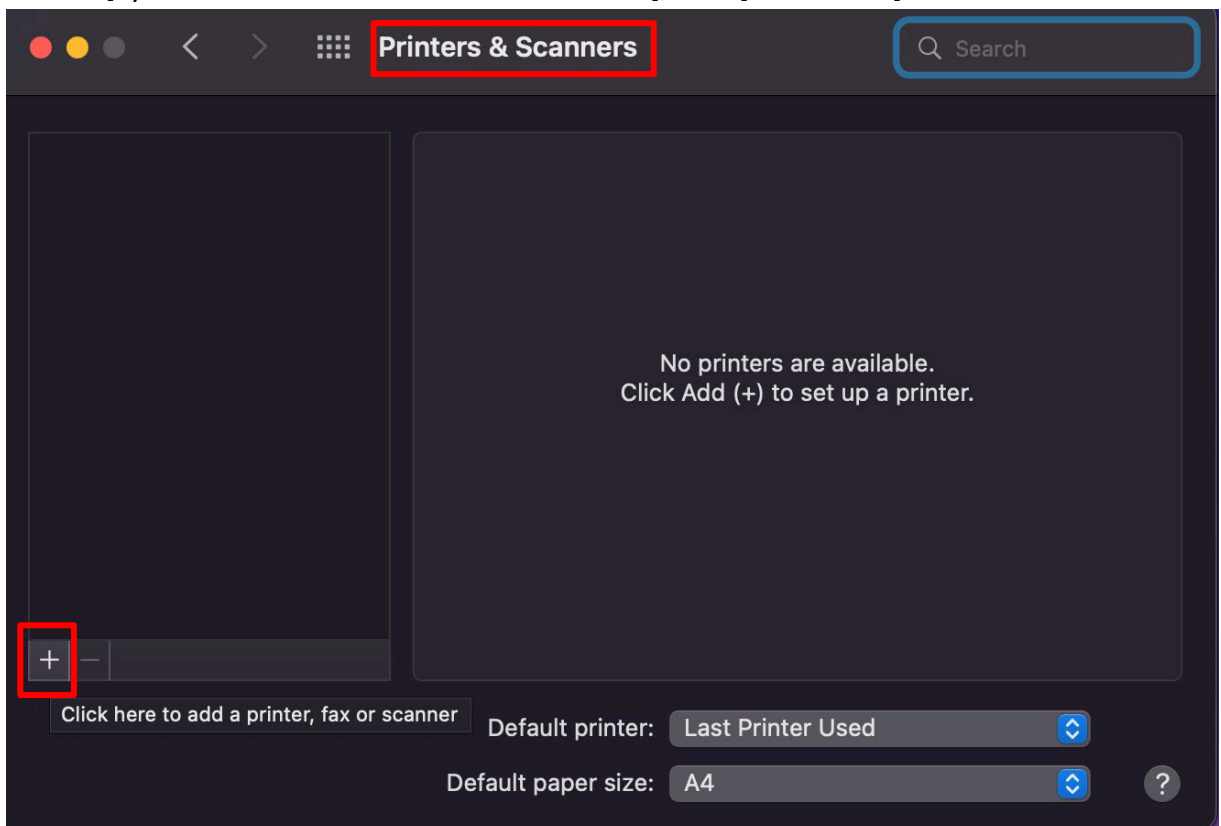 Printers & Scanners
Search
No printers are available.
Click Add (+) to set up a printer.
+ −
Click here to add a printer, fax or scanner
Default printer: Last Printer Used
Default paper size: A4
?